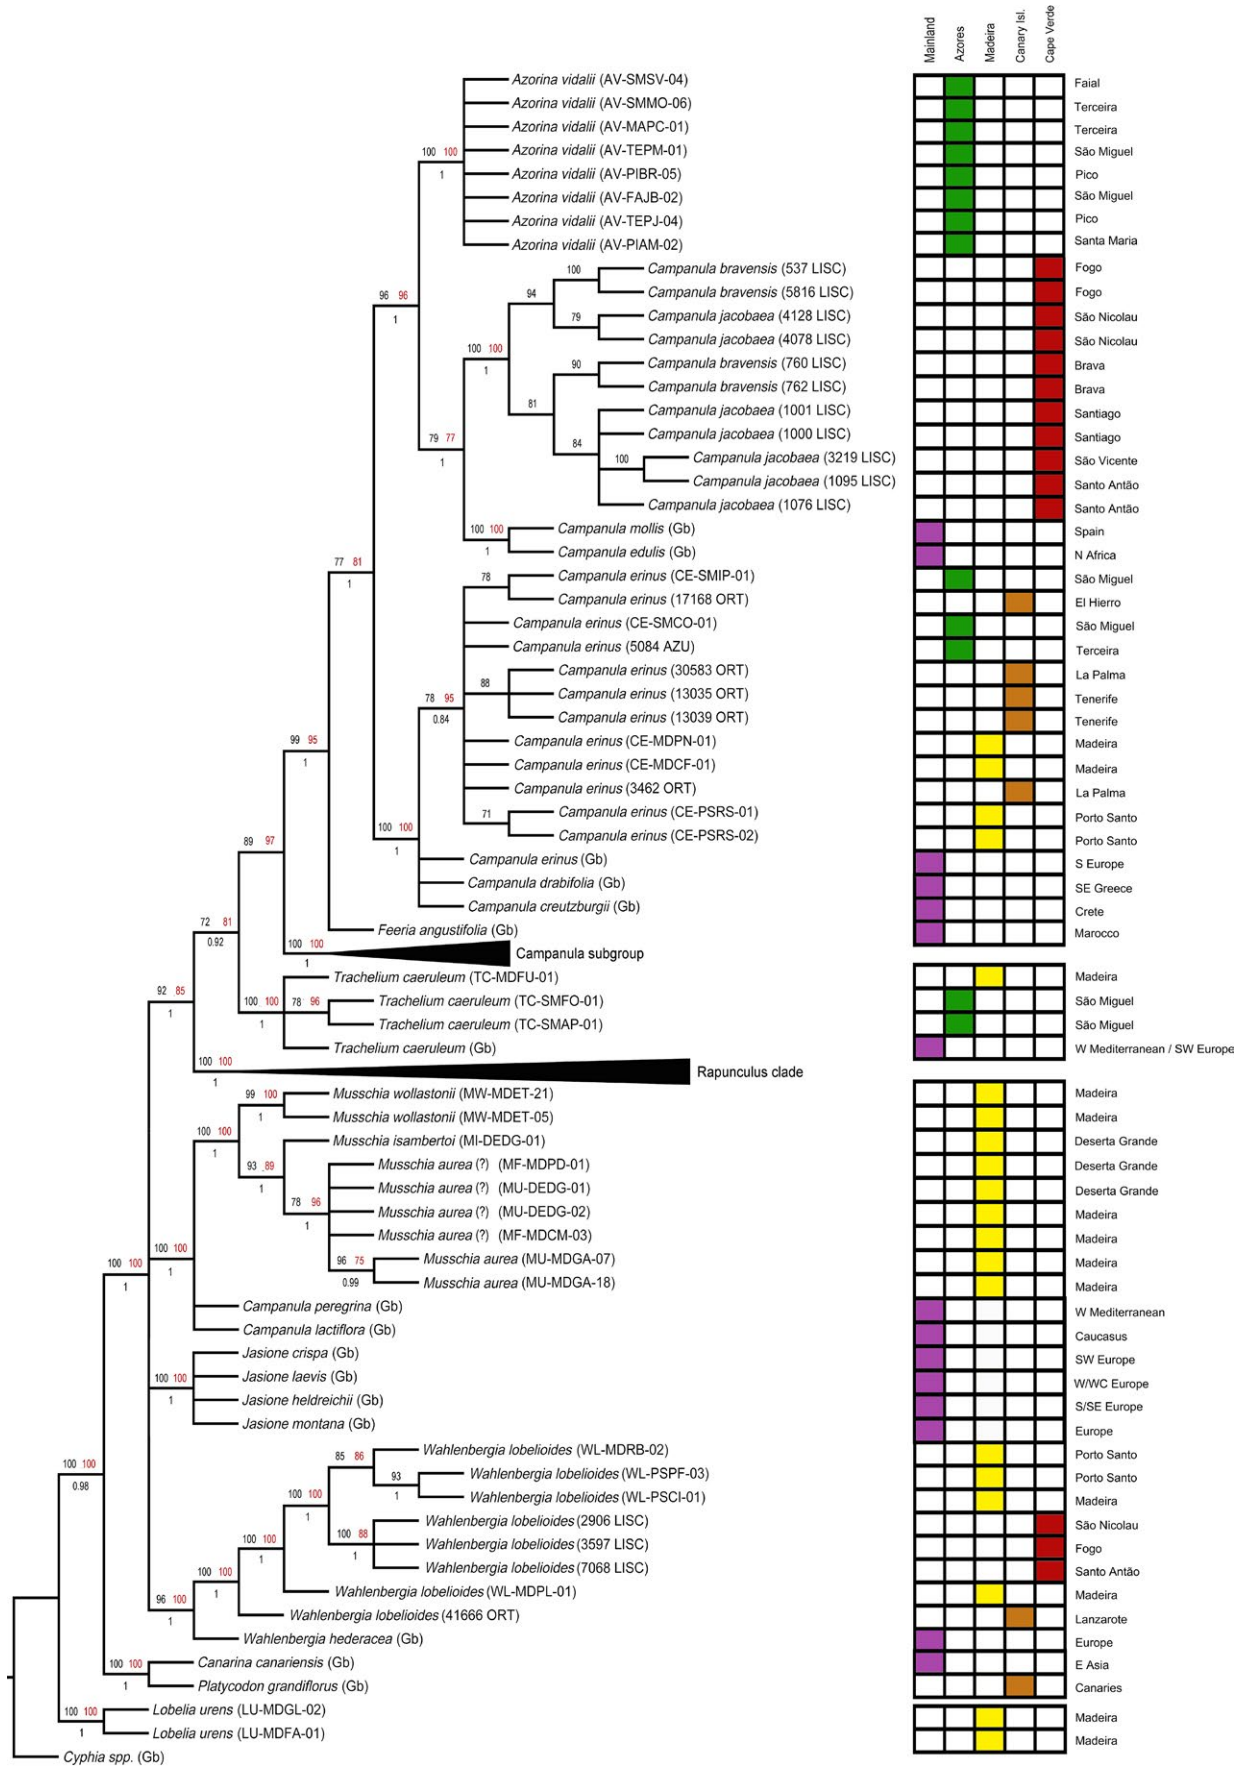 Mainland Azores Madeira Canary Isl. Cape Verde
Azorina vidalii (AV-SMSV-04) Faial
Azorina vidalii (AV-SMMO-06) Terceira
Azorina vidalii (AV-MAPC-01) Terceira
100 100 Azorina vidalii (AV-TEPM-01) São Miguel
1 Azorina vidalii (AV-PIBR-05) Pico
Azorina vidalii (AV-FAJB-02) São Miguel
Azorina vidalii (AV-TEPJ-04) Pico
Azorina vidalii (AV-PIAM-02) Santa Maria
100 Campanula bravensis (537 LISC) Fogo
96 96 94 Campanula bravensis (5816 LISC) Fogo
1 79 Campanula jacobaea (4128 LISC) São Nicolau
Campanula jacobaea (4078 LISC) São Nicolau
100 100 90 Campanula bravensis (760 LISC) Brava
1 Campanula bravensis (762 LISC) Brava
81 Campanula jacobaea (1001 LISC) Santiago
79 77 84 Campanula jacobaea (1000 LISC) Santiago
1 100 Campanula jacobaea (3219 LISC) São Vicente
Campanula jacobaea (1095 LISC) Santo Antão
Campanula jacobaea (1076 LISC) Santo Antão
100 100 Campanula mollis (Gb) Spain
1 Campanula edulis (Gb) N Africa
77 81 78 Campanula erinus (CE-SMIP-01) São Miguel
1 Campanula erinus (17168 ORT) El Hierro
Campanula erinus (CE-SMCO-01) São Miguel
Campanula erinus (5084 AZU) Terceira
88 Campanula erinus (30583 ORT) La Palma
78 95 Campanula erinus (13035 ORT) Tenerife
0.84 Campanula erinus (13039 ORT) Tenerife
99 95 Campanula erinus (CE-MDPN-01) Madeira
1 Campanula erinus (CE-MDCF-01) Madeira
Campanula erinus (3462 ORT) La Palma
71 Campanula erinus (CE-PSRS-01) Porto Santo
100 100 Campanula erinus (CE-PSRS-02) Porto Santo
89 97 1 Campanula erinus (Gb) S Europe
Campanula drabifolia (Gb) SE Greece
Campanula creutzburgii (Gb) Crete
72 81 Feeria angustifolia (Gb) Marocco
0.92 100 100 1 Campanula subgroup
Trachelium caeruleum (TC-MDFU-01) Madeira
92 85 100 100 78 96 Trachelium caeruleum (TC-SMFO-01) São Miguel
1 1 Trachelium caeruleum (TC-SMAP-01) São Miguel
Trachelium caeruleum (Gb) W Mediterranean / SW Europe
100 100 1 Rapunculus clade
99 100 Musschia wollastonii (MW-MDET-21) Madeira
1 Musschia wollastonii (MW-MDET-05) Madeira
100 100 Musschia isambertoi (MI-DEDG-01) Deserta Grande
1 93 89 Musschia aurea (?) (MF-MDPD-01) Deserta Grande
1 Musschia aurea (?) (MU-DEDG-01) Deserta Grande
78 96 Musschia aurea (?) (MU-DEDG-02) Madeira
1 Musschia aurea (?) (MF-MDCM-03) Madeira
100 100 96 75 Musschia aurea (MU-MDGA-07) Madeira
1 0.99 Musschia aurea (MU-MDGA-18) Madeira
100 100 Campanula peregrina (Gb) W Mediterranean
1 Campanula lactiflora (Gb) Caucasus
Jasione crispa (Gb) SW Europe
100 100 Jasione laevis (Gb) W/WC Europe
1 Jasione heldreichii (Gb) S/SE Europe
Jasione montana (Gb) Europe
85 86 Wahlenbergia lobelioides (WL-MDRB-02) Porto Santo
100 100 93 Wahlenbergia lobelioides (WL-PSPF-03) Porto Santo
0.98 100 100 1 Wahlenbergia lobelioides (WL-PSCI-01) Madeira
1 Wahlenbergia lobelioides (2906 LISC) São Nicolau
100 100 100 88 Wahlenbergia lobelioides (3597 LISC) Fogo
1 1 Wahlenbergia lobelioides (7068 LISC) Santo Antão
100 100 Wahlenbergia lobelioides (WL-MDPL-01) Madeira
96 100 1 Wahlenbergia lobelioides (41666 ORT) Lanzarote
1 Wahlenbergia hederacea (Gb) Europe
100 100 Canarina canariensis (Gb) E Asia
1 Platycodon grandiflorus (Gb) Canaries
100 100 Lobelia urens (LU-MDGL-02) Madeira
1 Lobelia urens (LU-MDFA-01) Madeira
Cyphia spp. (Gb)